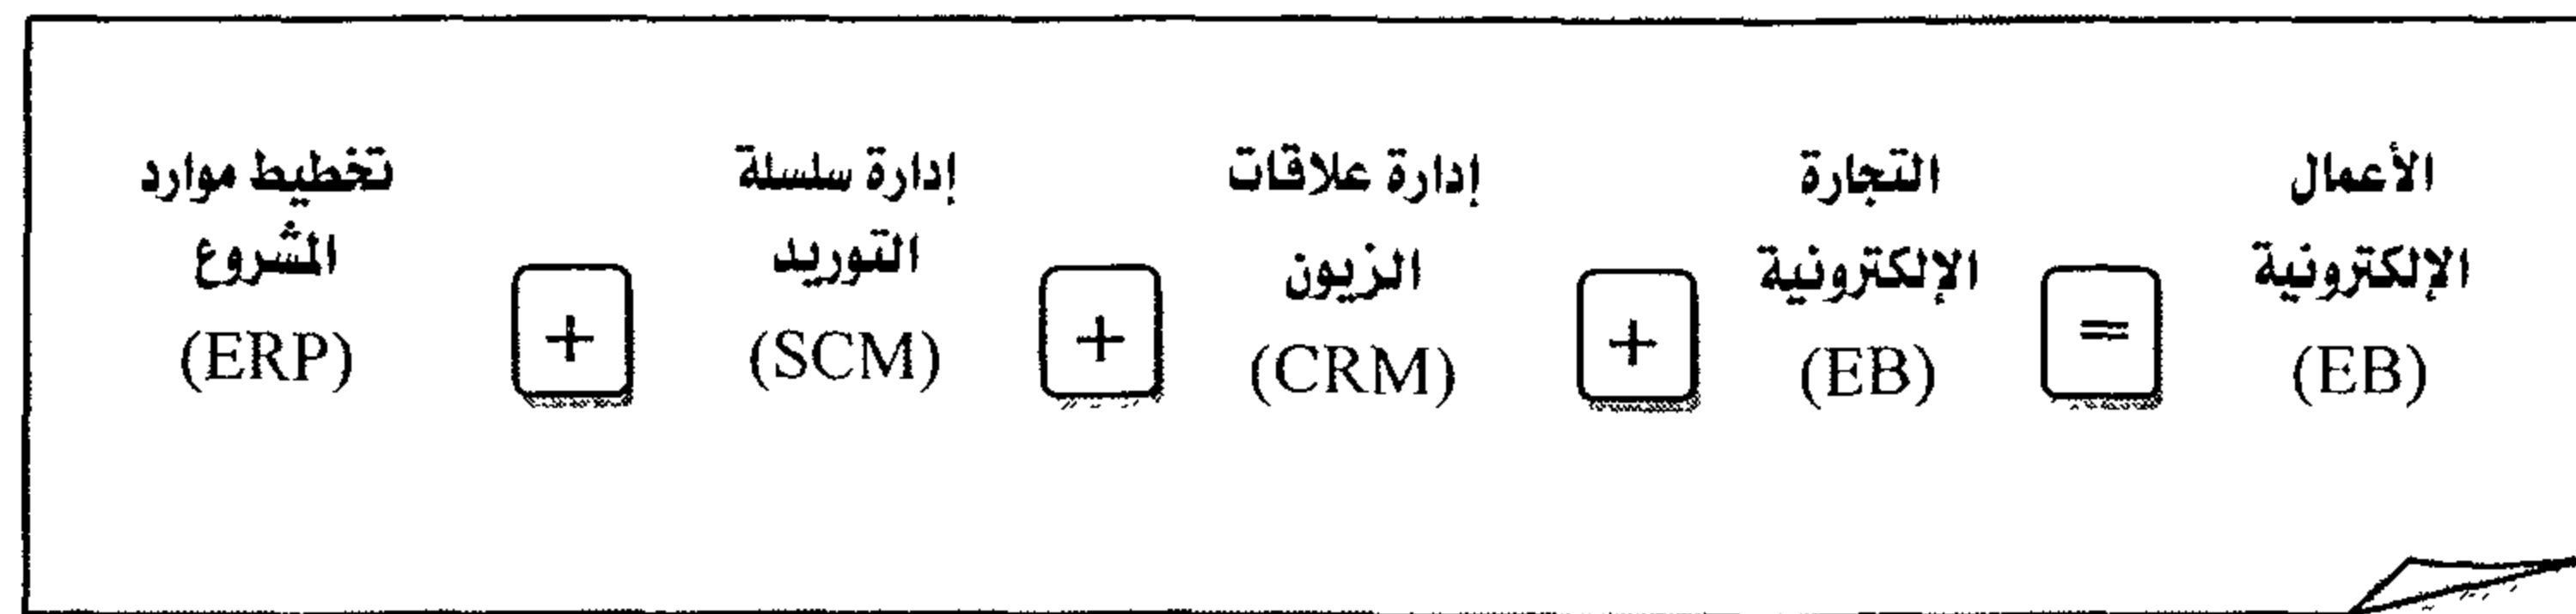 الأعمال
الإلكترونية
(EB)
=
التجارة
الإلكترونية
(EB)
+
إدارة علاقات
الزبون
(CRM)
+
إدارة سلسلة
التوريد
(SCM)
+
تخطيط موارد
المشروع
(ERP)